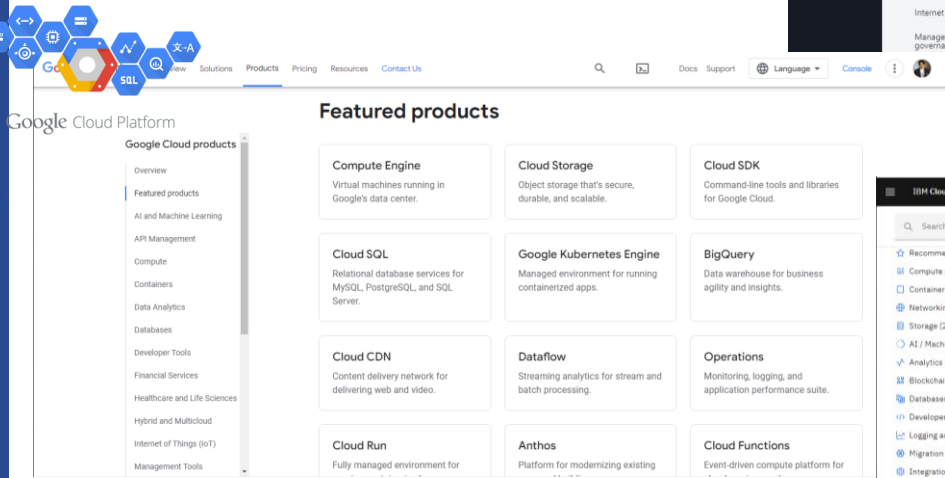 Internet
Manage
governa
SQL
文-A
Solutions
Products
Pricing
Resources
Contact Us
Docs
Support
Language
Console
Google Cloud Platform
Google Cloud products
Overview
Featured products
AI and Machine Learning
API Management
Compute
Containers
Data Analytics
Databases
Developer Tools
Financial Services
Healthcare and Life Sciences
Hybrid and Multicloud
Internet of Things (IoT)
Management Tools
Featured products
Compute Engine
Virtual machines running in
Google's data center.
Cloud Storage
Object storage that's secure,
durable, and scalable.
Cloud SDK
Command-line tools and libraries
for Google Cloud.
Cloud SQL
Relational database services for
MySQL, PostgreSQL, and SQL
Server.
Google Kubernetes Engine
Managed environment for running
containerized apps.
BigQuery
Data warehouse for business
agility and insights.
Cloud CDN
Content delivery network for
delivering web and video.
Dataflow
Streaming analytics for stream and
batch processing.
Operations
Monitoring, logging, and
application performance suite.
Cloud Run
Fully managed environment for
Anthos
Platform for modernizing existing
Cloud Functions
Event-driven compute platform for
IBM Clou
Search
Recomme
Compute
Container
Networkin
Storage (2
AI / Machi
Analytics
Blockchai
Database
Developer
Logging a
Migration
Integratio